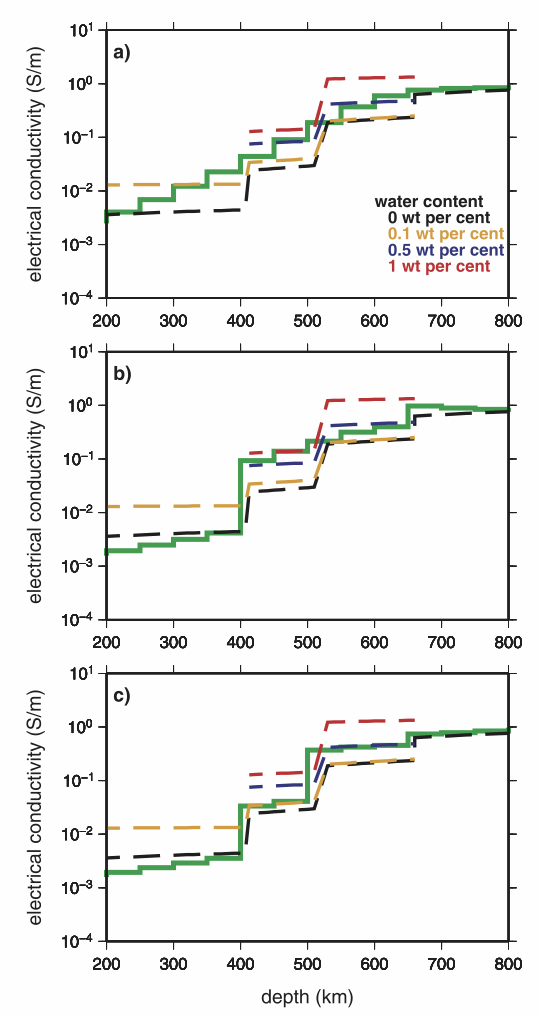 a)
electrical conductivity (S/m)
10¹
10⁰
10⁻¹
10⁻²
10⁻³
10⁻⁴
water content
0 wt per cent
0.1 wt per cent
0.5 wt per cent
1 wt per cent
200 300 400 500 600 700 800
b)
electrical conductivity (S/m)
10¹
10⁰
10⁻¹
10⁻²
10⁻³
10⁻⁴
200 300 400 500 600 700 800
c)
electrical conductivity (S/m)
10¹
10⁰
10⁻¹
10⁻²
10⁻³
10⁻⁴
200 300 400 500 600 700 800
depth (km)